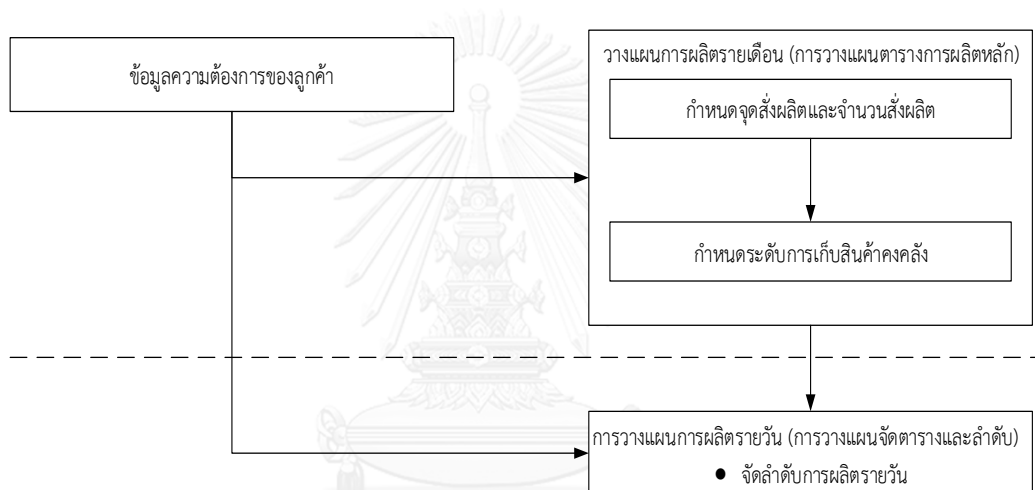 ข้อมูลความต้องการของลูกค้า
วางแผนการผลิตรายเดือน (การวางแผนตารางการผลิตหลัก)
กำหนดจุดสั่งผลิตและจำนวนสั่งผลิต
กำหนดระดับการเก็บสินค้าคงคลัง
การวางแผนการผลิตรายวัน (การวางแผนจัดตารางและลำดับ)
● จัดลำดับการผลิตรายวัน